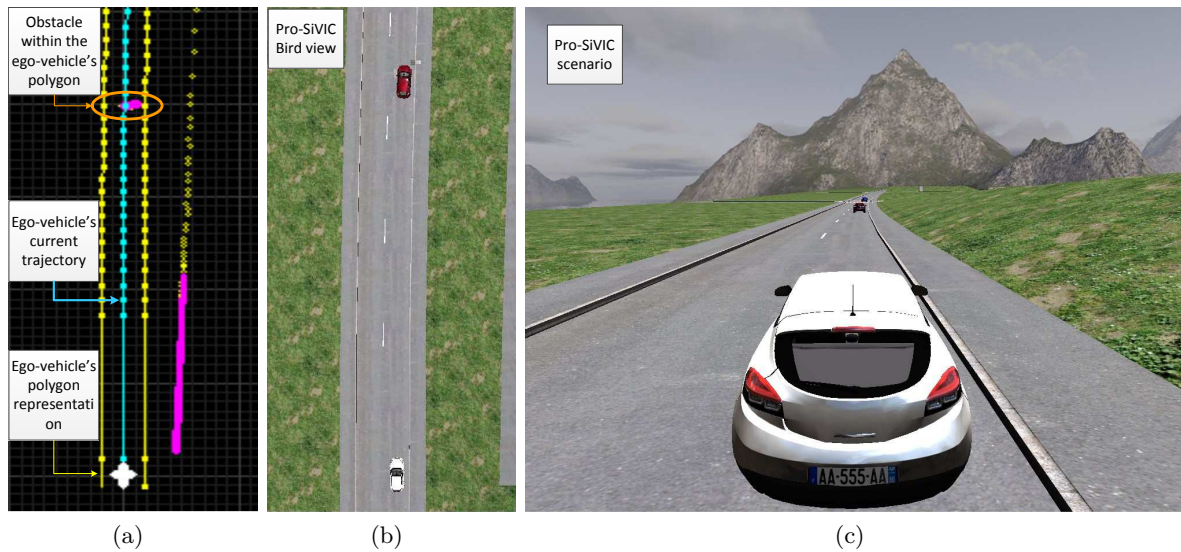 Obstacle
within the
ego-vehicle's
polygon
Ego-vehicle's
current
trajectory
Ego-vehicle's
polygon
representati
on
(a)
Pro-SiVIC
Bird view
(b)
Pro-SiVIC
scenario
AA-555-AA
(c)